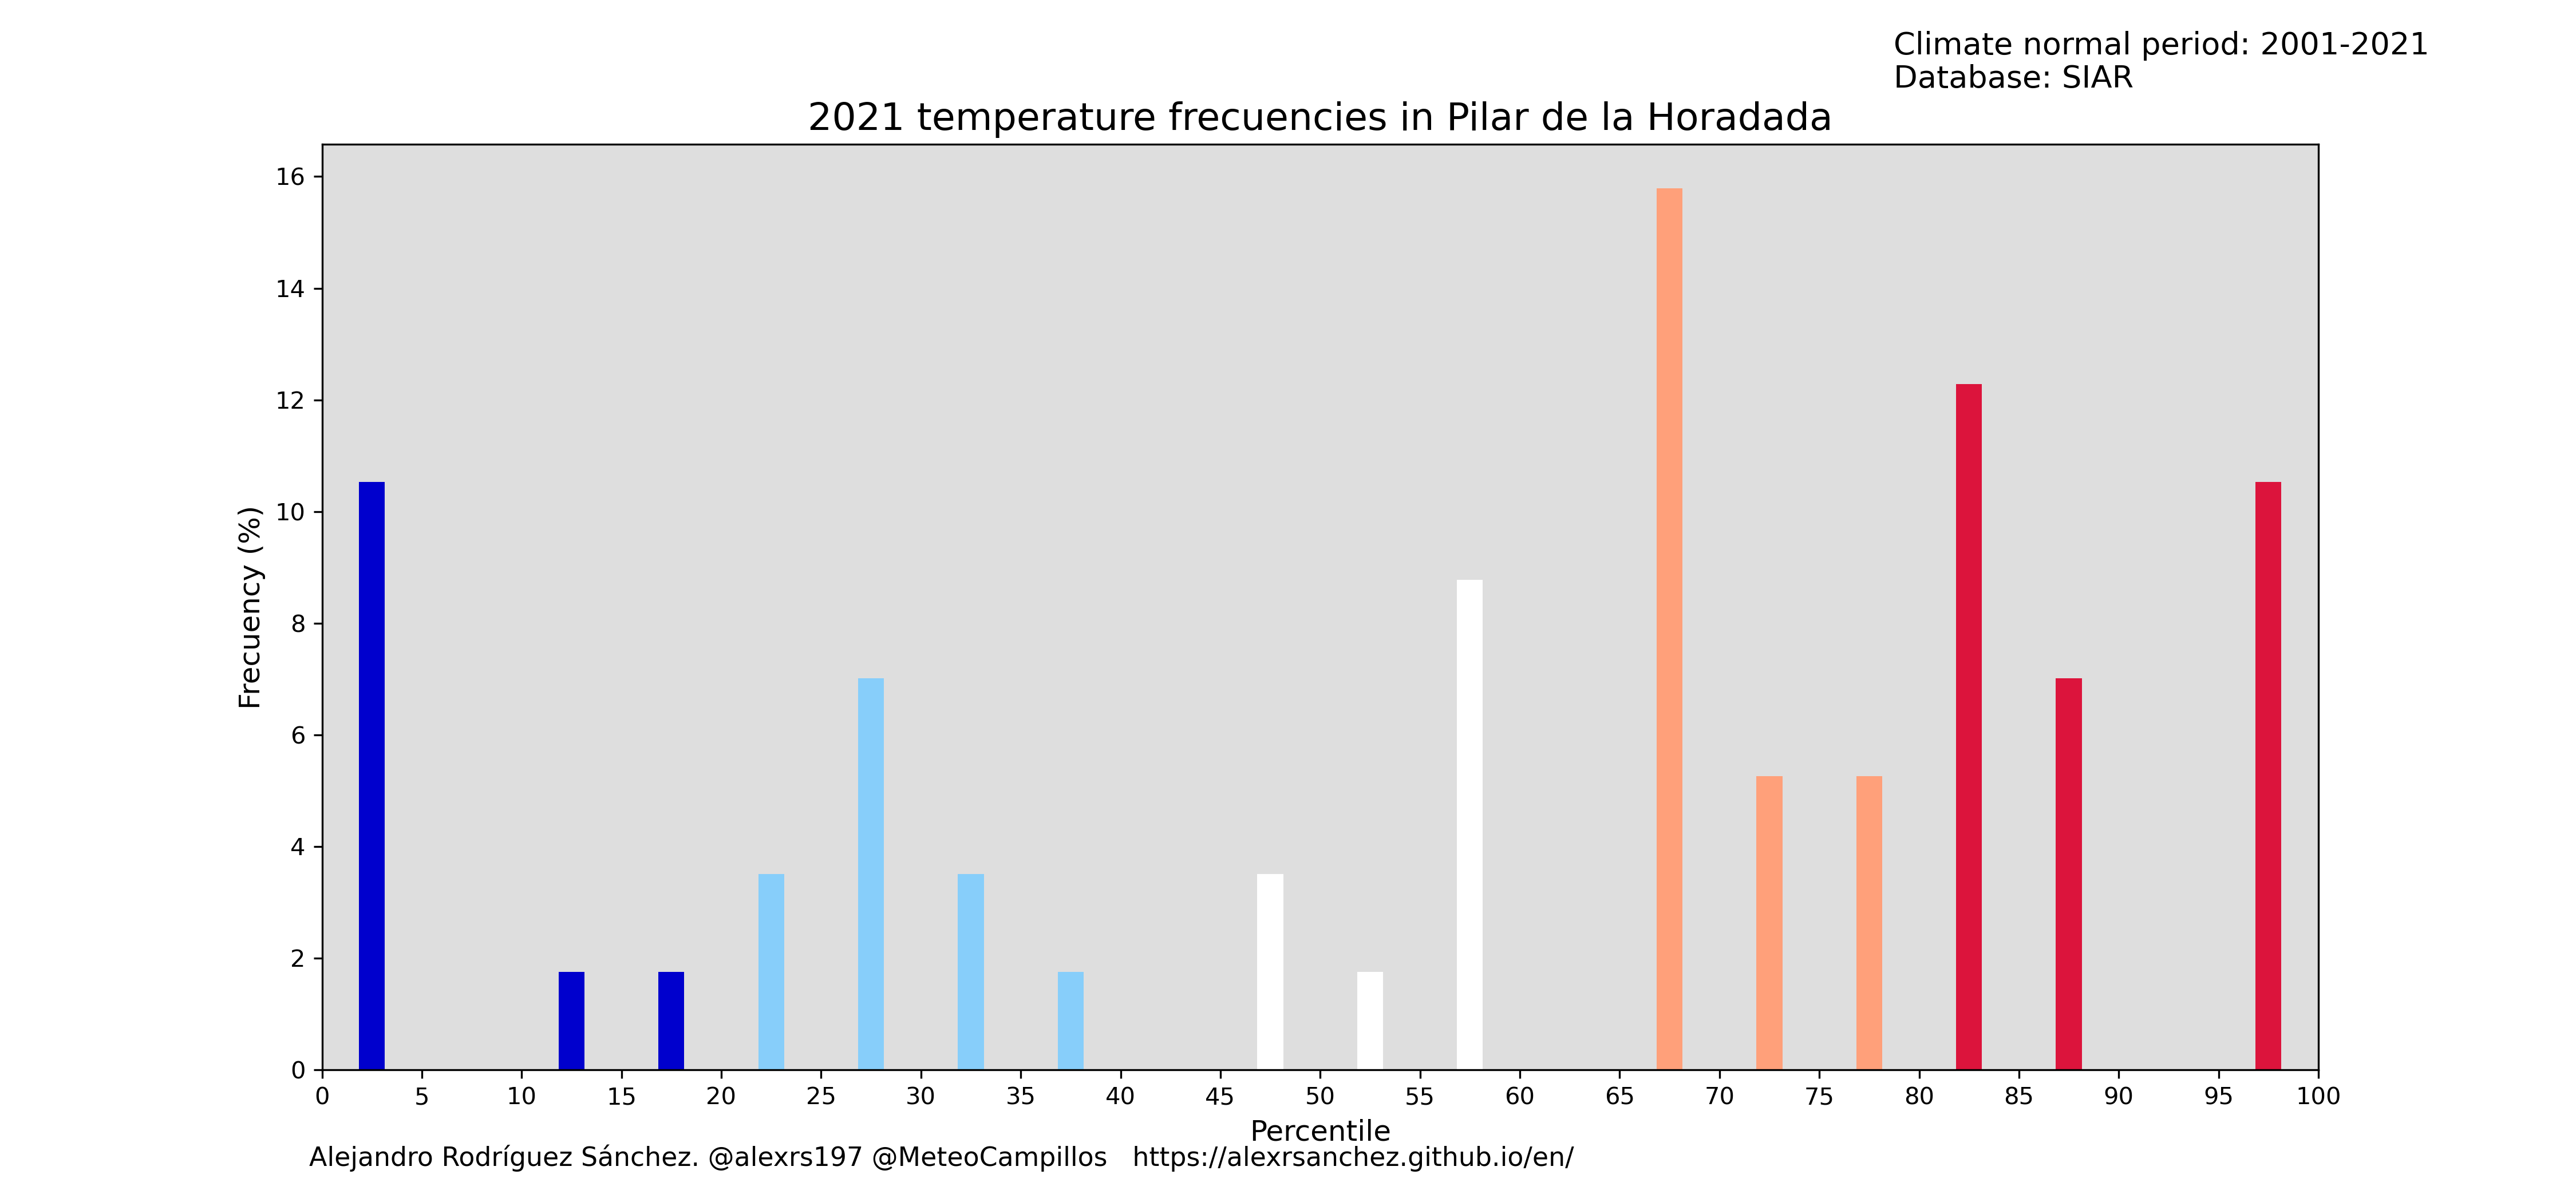 Climate normal period: 2001-2021
Database: SIAR
2021 temperature frecuencies in Pilar de la Horadada
16
14
12
10
8
6
4
2
0
Frecuency (%)
0 5 10 15 20 25 30 35 40 45 50 55 60 65 70 75 80 85 90 95 100
Percentile
Alejandro Rodríguez Sánchez. @alexrs197 @MeteoCampillos https://alexrsanchez.github.io/en/